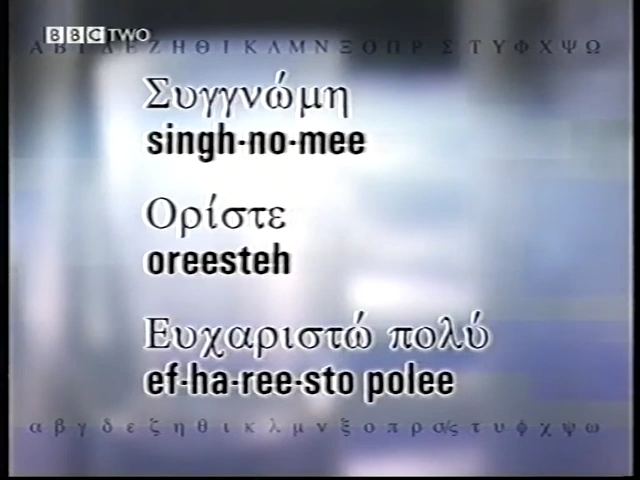 BBC TWO
Α Β Γ Δ Ε Ζ Η Θ Ι Κ Λ Μ Ν Ξ Ο Π Ρ Σ Τ Υ Φ Χ Ψ Ω
Συγγνώμη
singh-no-mee
Ορίστε
oreesteh
Ευχαριστώ πολύ
ef-ha-ree-sto polee
α β γ δ ε ζ η θ ι κ λ μ ν ξ ο π ρ σ/ς τ υ φ χ ψ ω